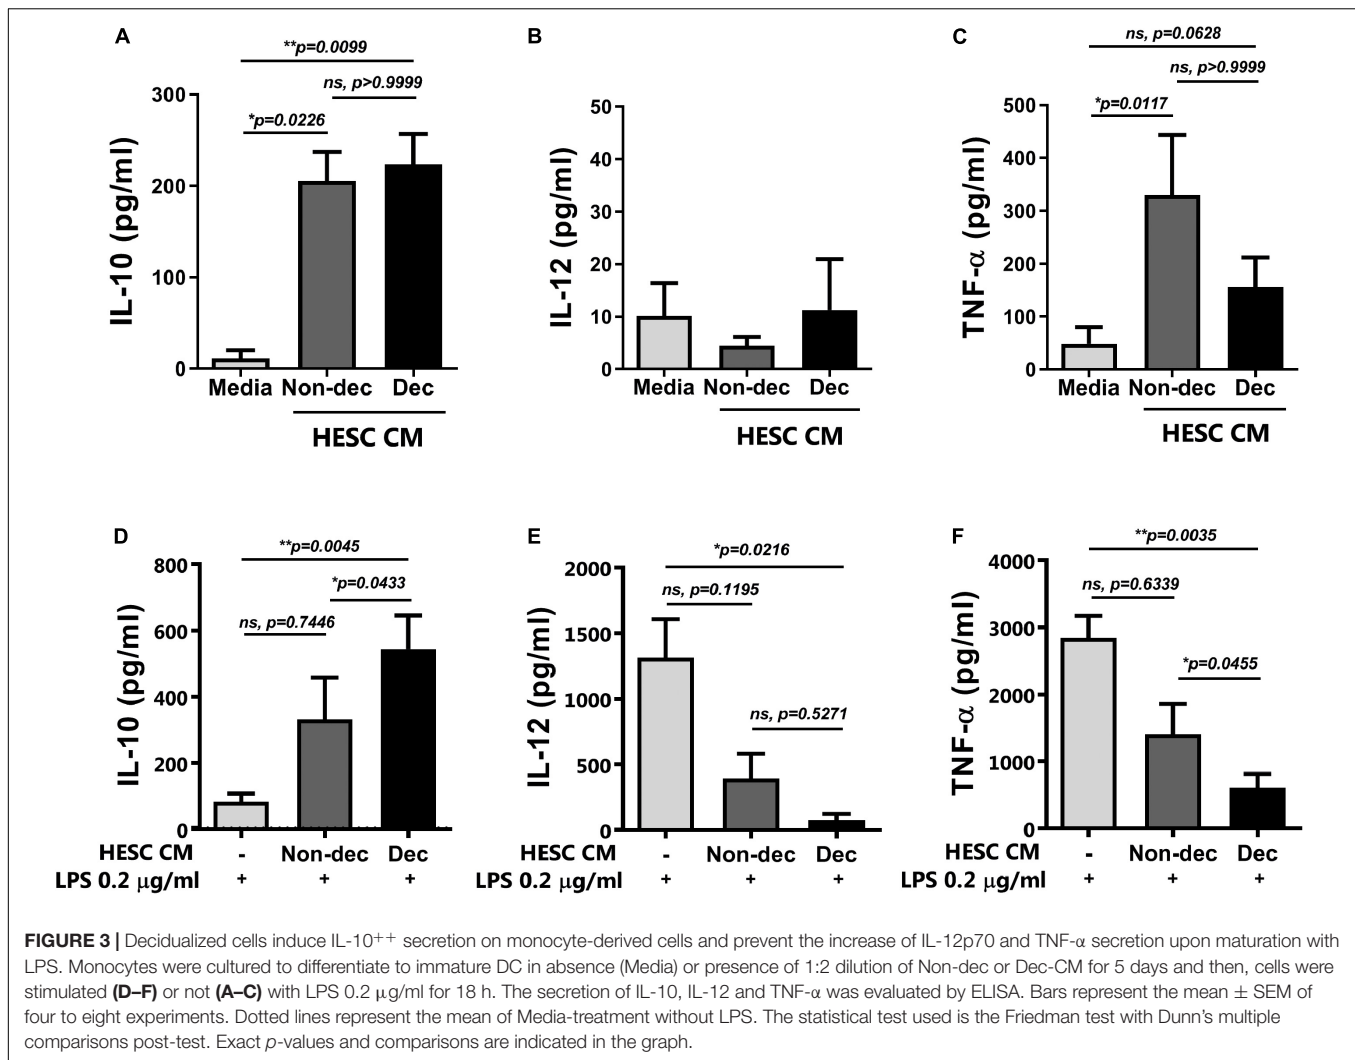 A
**p=0.0099
ns, p>0.9999
*p=0.0226
IL-10 (pg/ml)
300
200
100
0
Media Non-dec Dec
HESC CM
B
IL-12 (pg/ml)
50
40
30
20
10
0
Media Non-dec Dec
HESC CM
C
ns, p=0.0628
ns, p>0.9999
*p=0.0117
TNF-α (pg/ml)
500
400
300
200
100
0
Media Non-dec Dec
HESC CM
D
**p=0.0045
*p=0.0433
ns, p=0.7446
IL-10 (pg/ml)
800
600
400
200
0
HESC CM - Non-dec Dec
LPS 0.2 μg/ml + + +
E
*p=0.0216
ns, p=0.1195
ns, p=0.5271
IL-12 (pg/ml)
2000
1500
1000
500
0
HESC CM - Non-dec Dec
LPS 0.2 μg/ml + + +
F
**p=0.0035
ns, p=0.6339
*p=0.0455
TNF-α (pg/ml)
4000
3000
2000
1000
0
HESC CM - Non-dec Dec
LPS 0.2 μg/ml + + +
FIGURE 3 | Decidualized cells induce IL-10++ secretion on monocyte-derived cells and prevent the increase of IL-12p70 and TNF-α secretion upon maturation with
LPS. Monocytes were cultured to differentiate to immature DC in absence (Media) or presence of 1:2 dilution of Non-dec or Dec-CM for 5 days and then, cells were
stimulated (D–F) or not (A–C) with LPS 0.2 μg/ml for 18 h. The secretion of IL-10, IL-12 and TNF-α was evaluated by ELISA. Bars represent the mean ± SEM of
four to eight experiments. Dotted lines represent the mean of Media-treatment without LPS. The statistical test used is the Friedman test with Dunn's multiple
comparisons post-test. Exact p-values and comparisons are indicated in the graph.